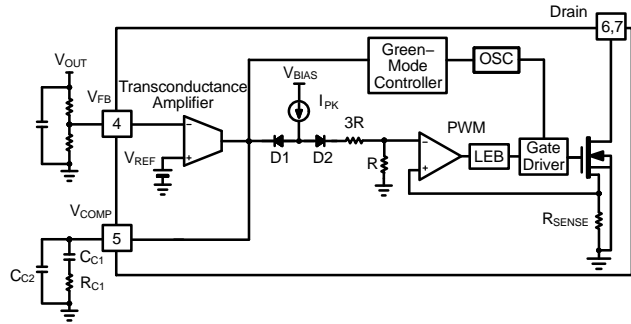 Drain
6,7
VOUT
VFB
Transconductance
Amplifier
4
VREF
VBIAS
IPK
Green–
Mode
Controller
OSC
D1
D2
3R
R
PWM
LEB
Gate
Driver
RSENSE
VCOMP
5
CC1
CC2
RC1
−
+
−
+